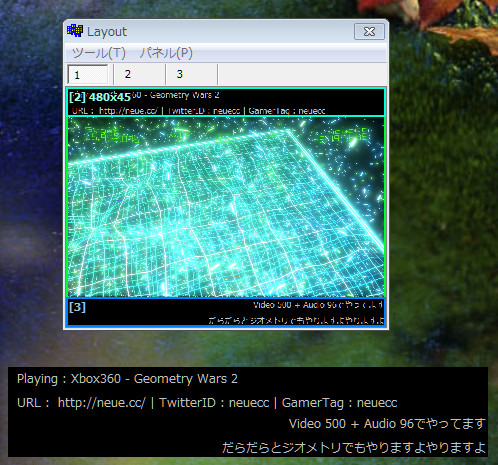 Layout
ツール(T) パネル(P)
1 2 3
[2] 480x45 360 - Geometry Wars 2
URL : http://neue.cc/ | TwitterID : neuecc | GamerTag : neuecc
[3] Video 500 + Audio 96でやってます
だらだらとジオメトリでもやりますよやりますよ
Playing : Xbox360 - Geometry Wars 2
URL : http://neue.cc/ | TwitterID : neuecc | GamerTag : neuecc
Video 500 + Audio 96でやってます
だらだらとジオメトリでもやりますよやりますよ